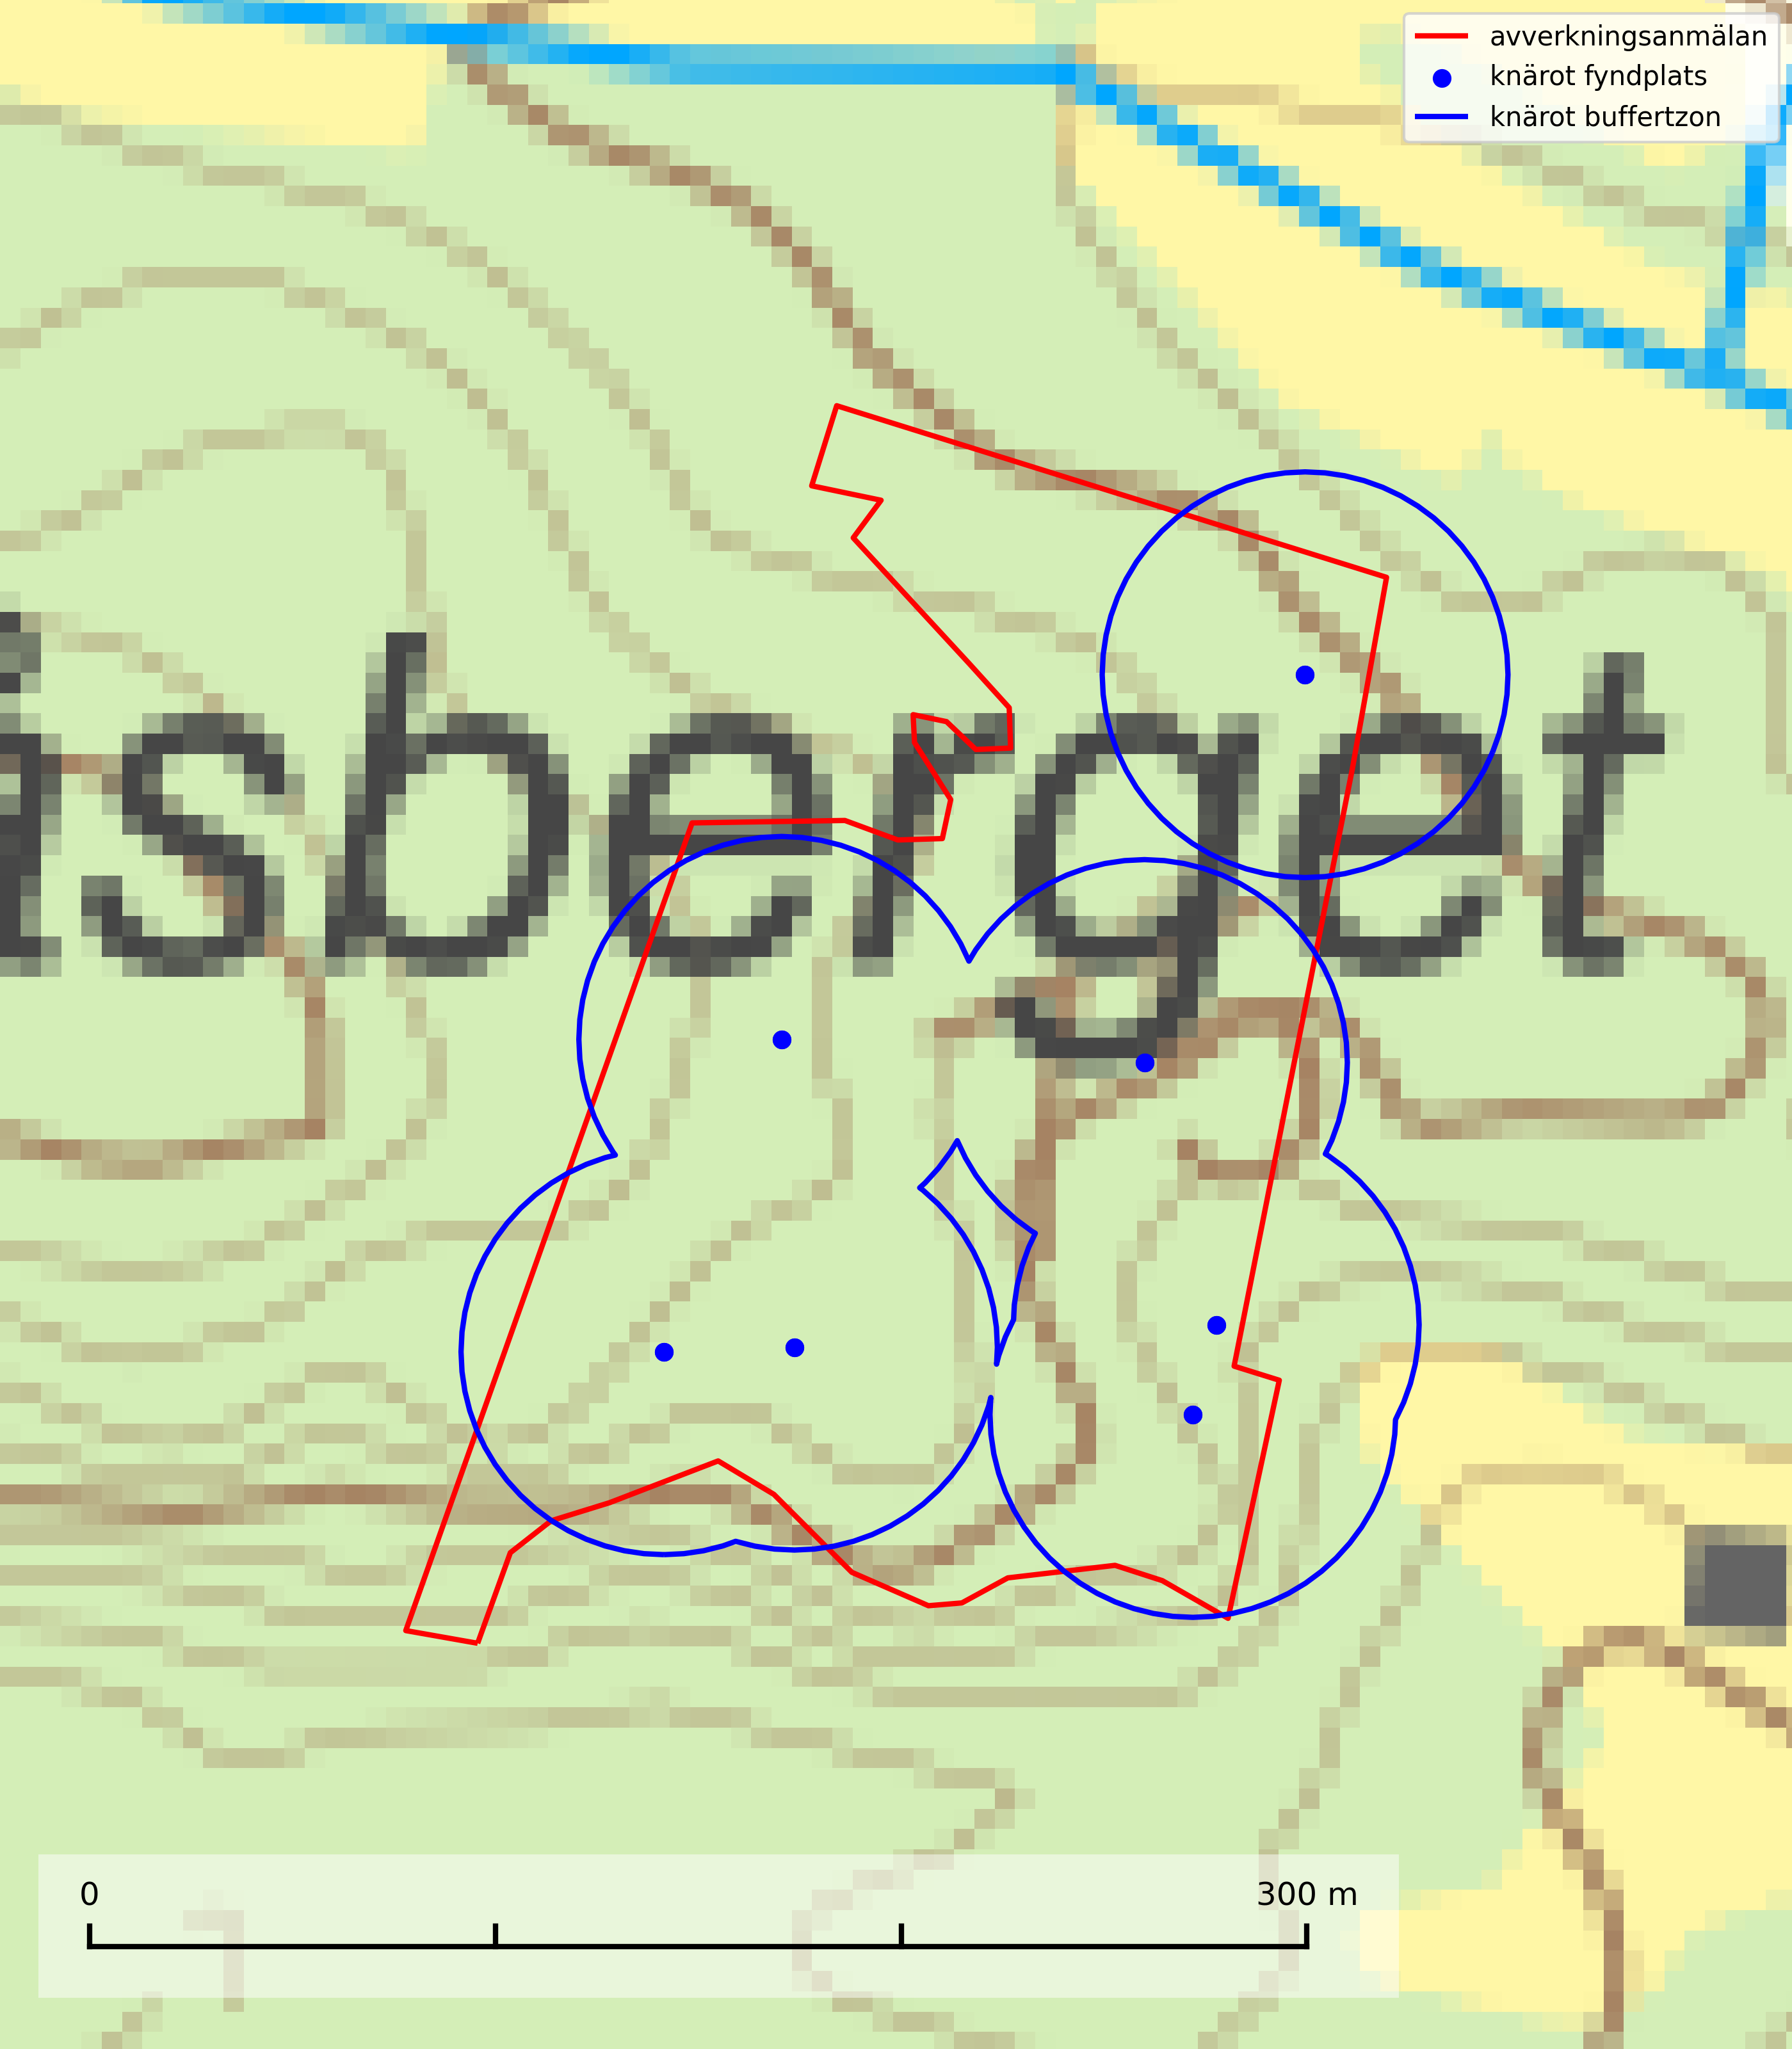 avverkningsanmälan
knärot fyndplats
knärot buffertzon
sberget
0 300 m